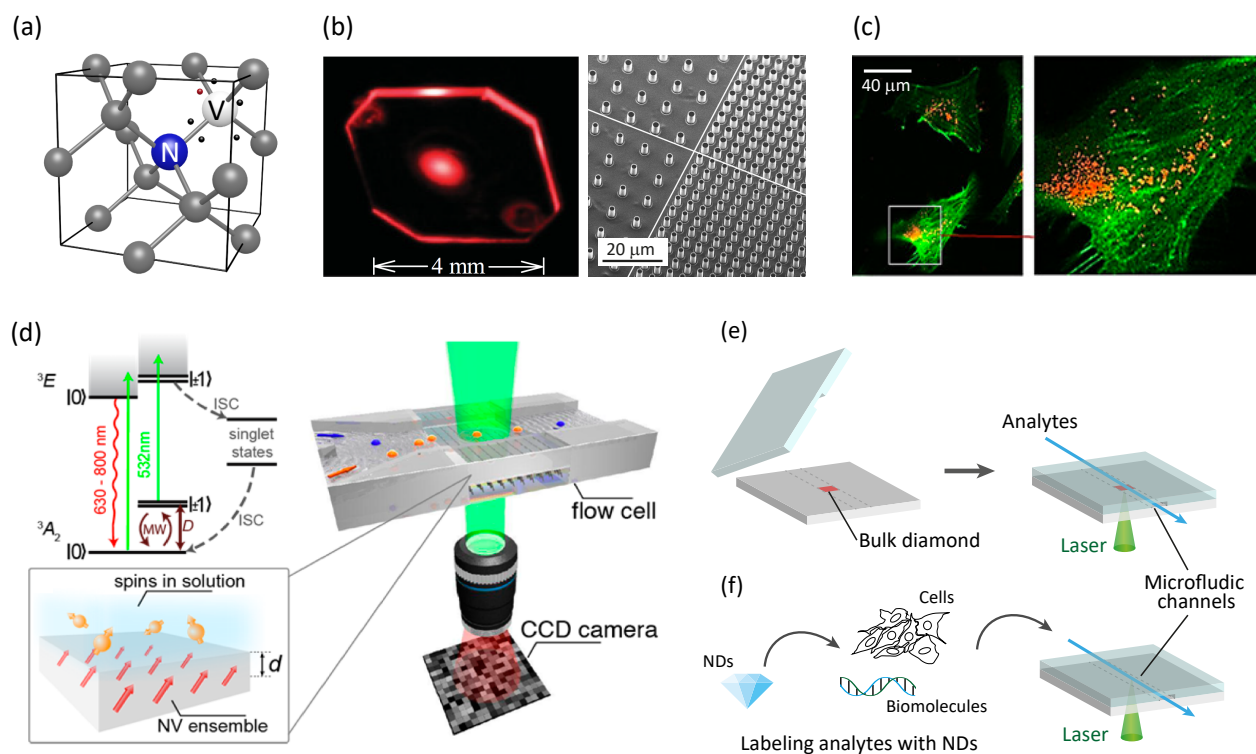 (a)
V
N
(b)
4 mm
20 μm
(c)
40 μm
(d)
³E
|0⟩
|±1⟩
ISC
singlet
states
630 - 800 nm
532nm
|±1⟩
ISC
MW
D
³A₂
|0⟩
flow cell
spins in solution
d
NV ensemble
CCD camera
(e)
Bulk diamond
Analytes
Laser
Microfludic
channels
(f)
NDs
Cells
Biomolecules
Labeling analytes with NDs
Laser